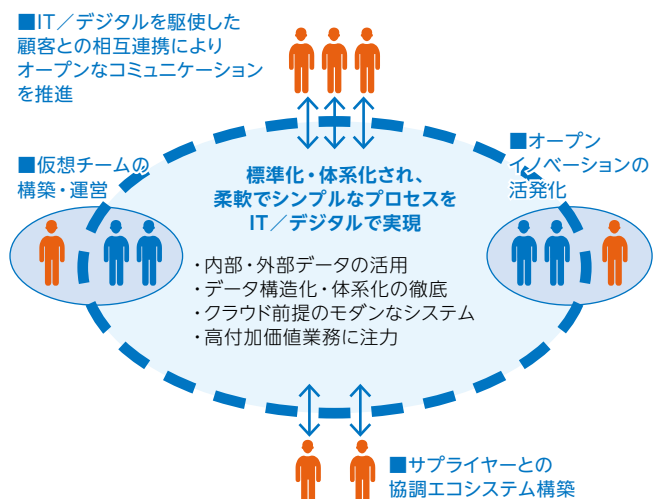 ■IT／デジタルを駆使した
顧客との相互連携により
オープンなコミュニケーション
を推進
■仮想チームの
構築・運営
■オープン
イノベーションの
活発化
標準化・体系化され、
柔軟でシンプルなプロセスを
IT／デジタルで実現
・内部・外部データの活用
・データ構造化・体系化の徹底
・クラウド前提のモダンなシステム
・高付加価値業務に注力
■サプライヤーとの
協調エコシステム構築